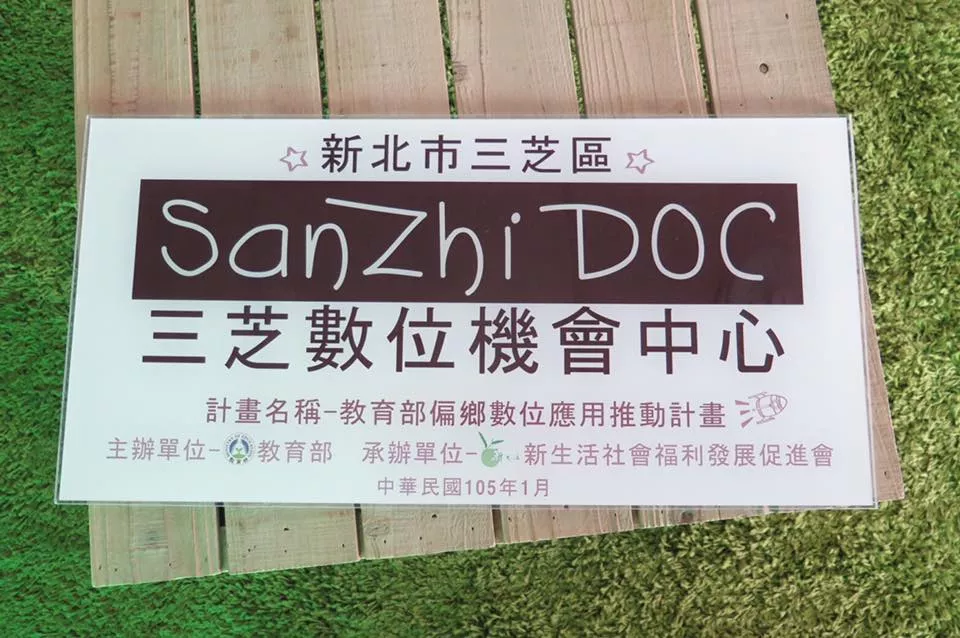 新北市三芝區
SanZhi DOC
三芝數位機會中心
計畫名稱-教育部偏鄉數位應用推動計畫
主辦單位-教育部 承辦單位-新生活社會福利發展促進會
中華民國105年1月